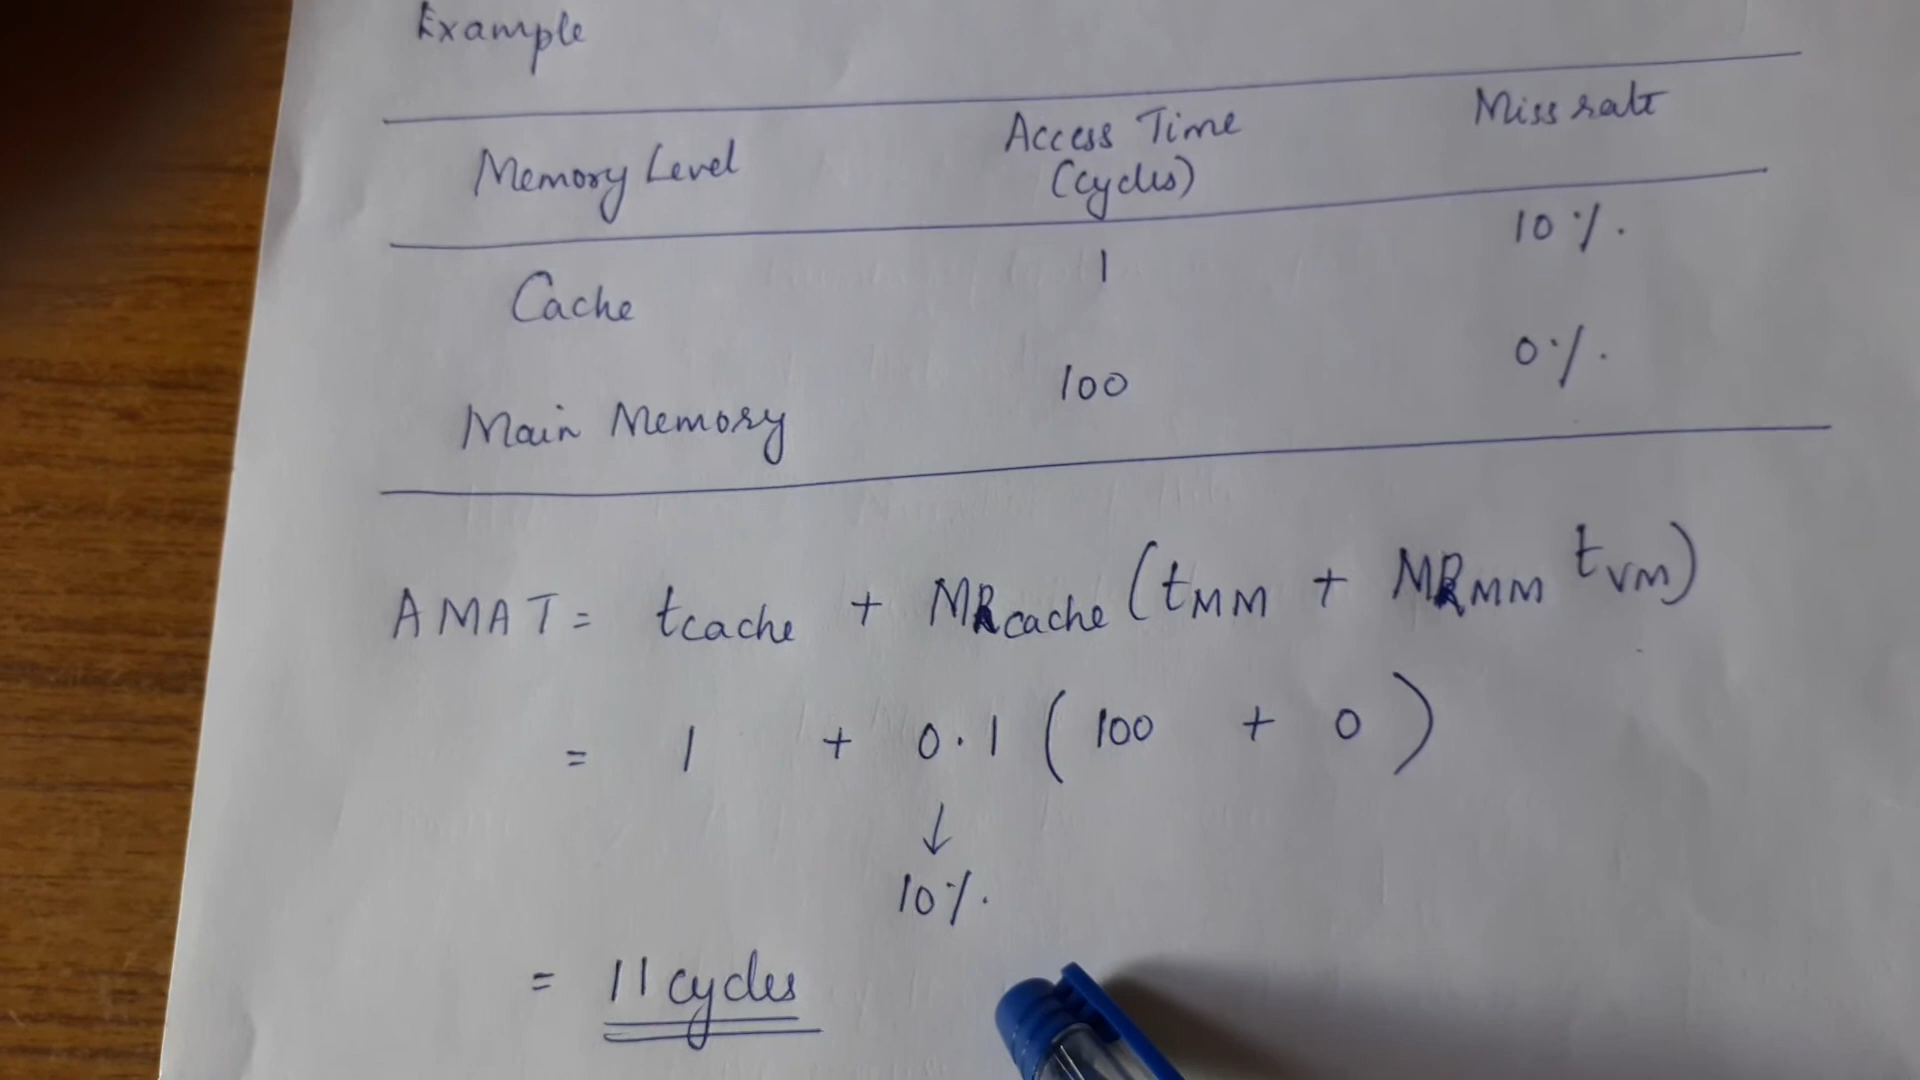 Example
Memory Level Access Time (cycles) Miss rate
Cache 1 10%.
Main Memory 100 0%.
AMAT = tcache + MRcache (tMM + MRMM tVM)
= 1 + 0.1 (100 + 0)
↓
10%.
= 11 cycles